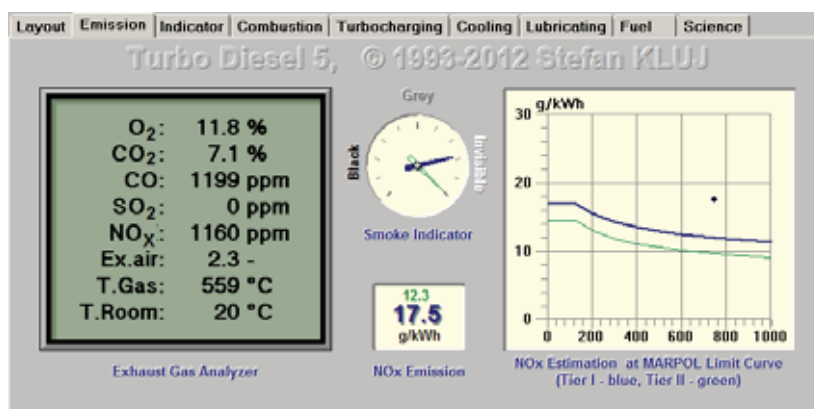 Layout Emission Indicator Combustion Turbocharging Cooling Lubricating Fuel Science
Turbo Diesel 5, © 1993-2012 Stefan KLUJ
O2: 11.8 %
CO2: 7.1 %
CO: 1199 ppm
SO2: 0 ppm
NOX: 1160 ppm
Ex.air: 2.3 -
T.Gas: 559 °C
T.Room: 20 °C
Exhaust Gas Analyzer
Grey
Black
Invisible
Smoke Indicator
12.3
17.5
g/kWh
NOx Emission
g/kWh
30
20
10
0
0 200 400 600 800 1000
NOx Estimation at MARPOL Limit Curve
(Tier I - blue, Tier II - green)